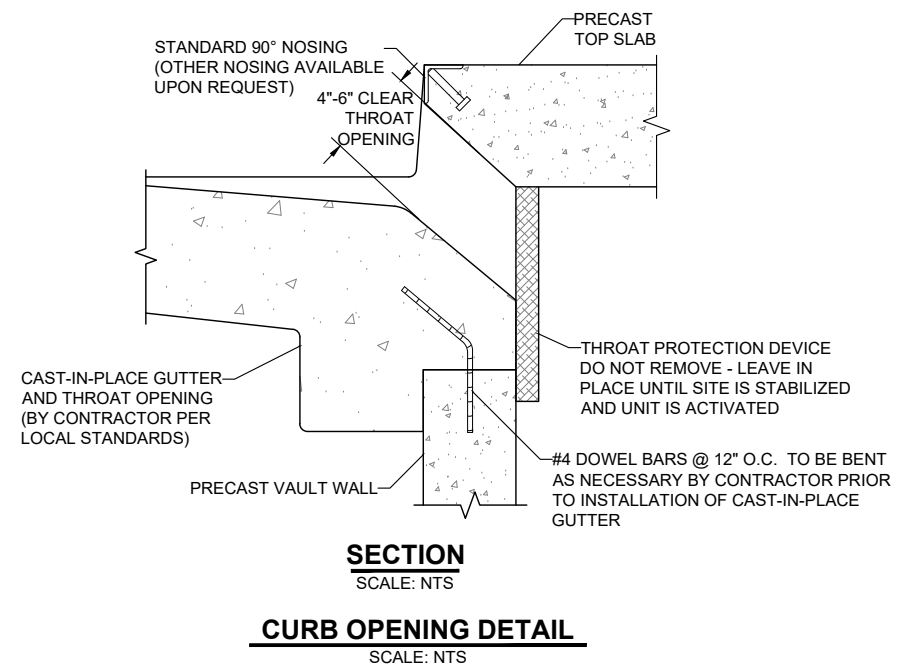 PRECAST
TOP SLAB
STANDARD 90° NOSING
(OTHER NOSING AVAILABLE
UPON REQUEST)
4"-6" CLEAR
THROAT
OPENING
THROAT PROTECTION DEVICE
DO NOT REMOVE - LEAVE IN
PLACE UNTIL SITE IS STABILIZED
AND UNIT IS ACTIVATED
CAST-IN-PLACE GUTTER
AND THROAT OPENING
(BY CONTRACTOR PER
LOCAL STANDARDS)
PRECAST VAULT WALL
#4 DOWEL BARS @ 12" O.C. TO BE BENT
AS NECESSARY BY CONTRACTOR PRIOR
TO INSTALLATION OF CAST-IN-PLACE
GUTTER
SECTION
SCALE: NTS
CURB OPENING DETAIL
SCALE: NTS